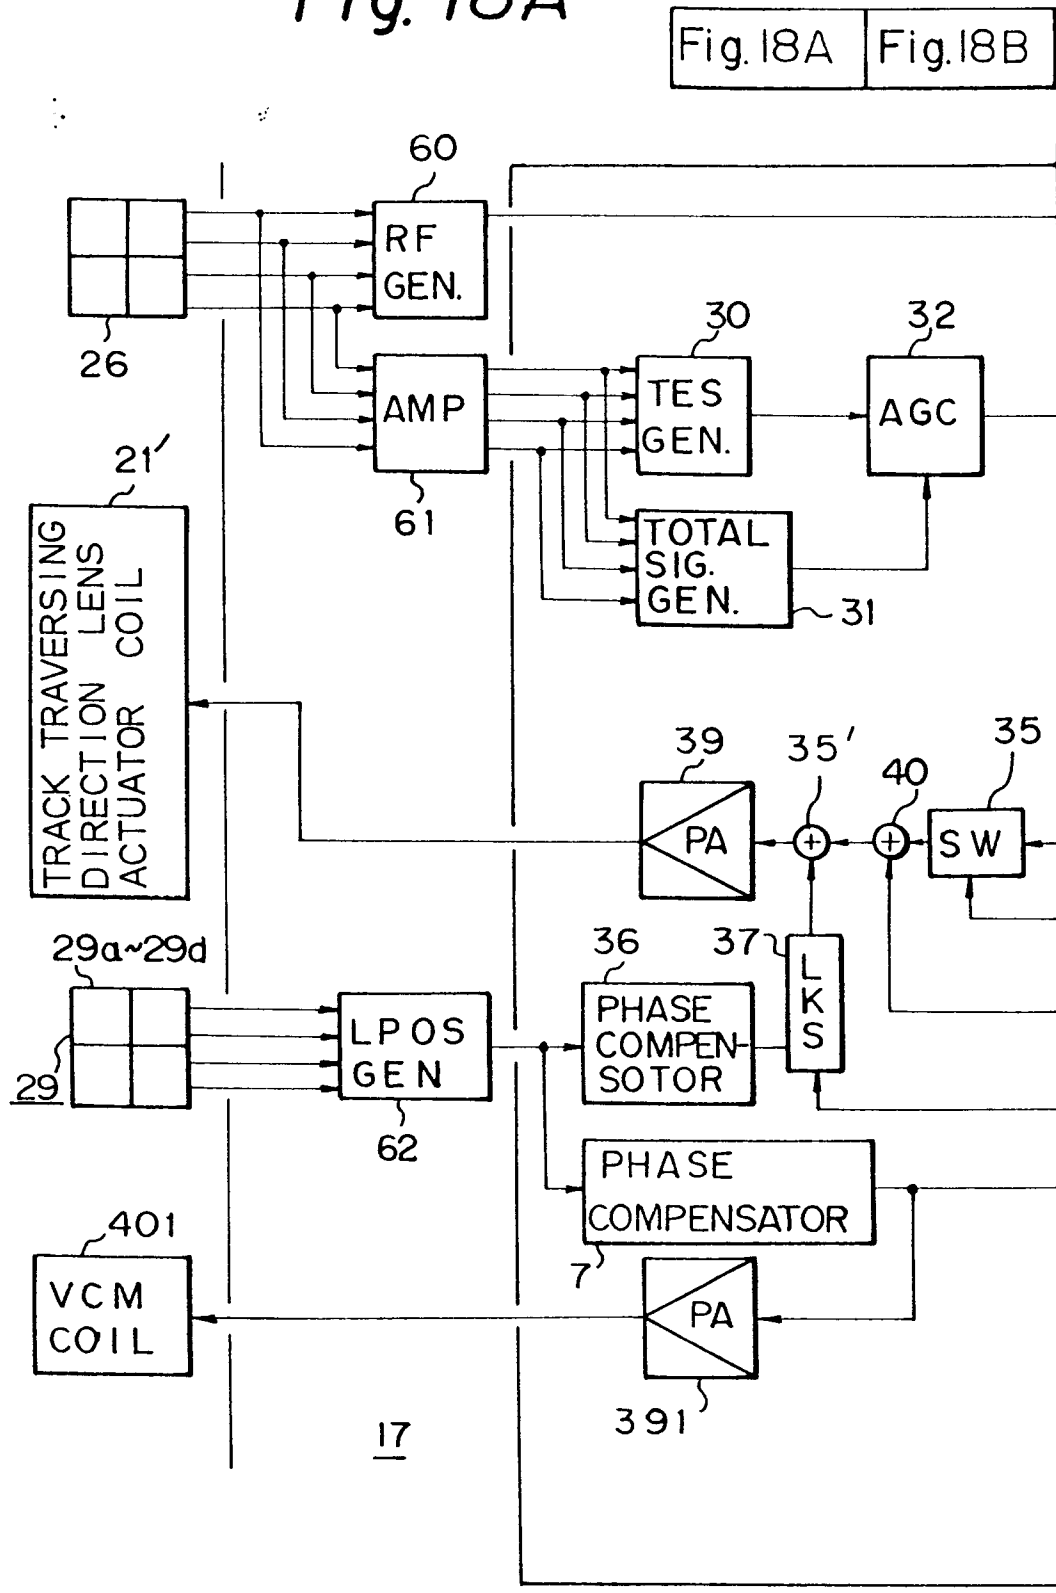 Fig. 18A
Fig. 18A
Fig. 18B
60
RF
GEN.
26
30
32
TES
GEN.
AGC
AMP
61
21′
TOTAL
SIG.
GEN.
31
TRACK TRAVERSING
DIRECTION LENS
ACTUATOR COIL
39
35′
40
35
PA
+
+
SW
29a~29d
36
37
LKS
29
LPOS
GEN
62
PHASE
COMPEN-
SOTOR
PHASE
COMPENSATOR
7
401
VCM
COIL
PA
391
17